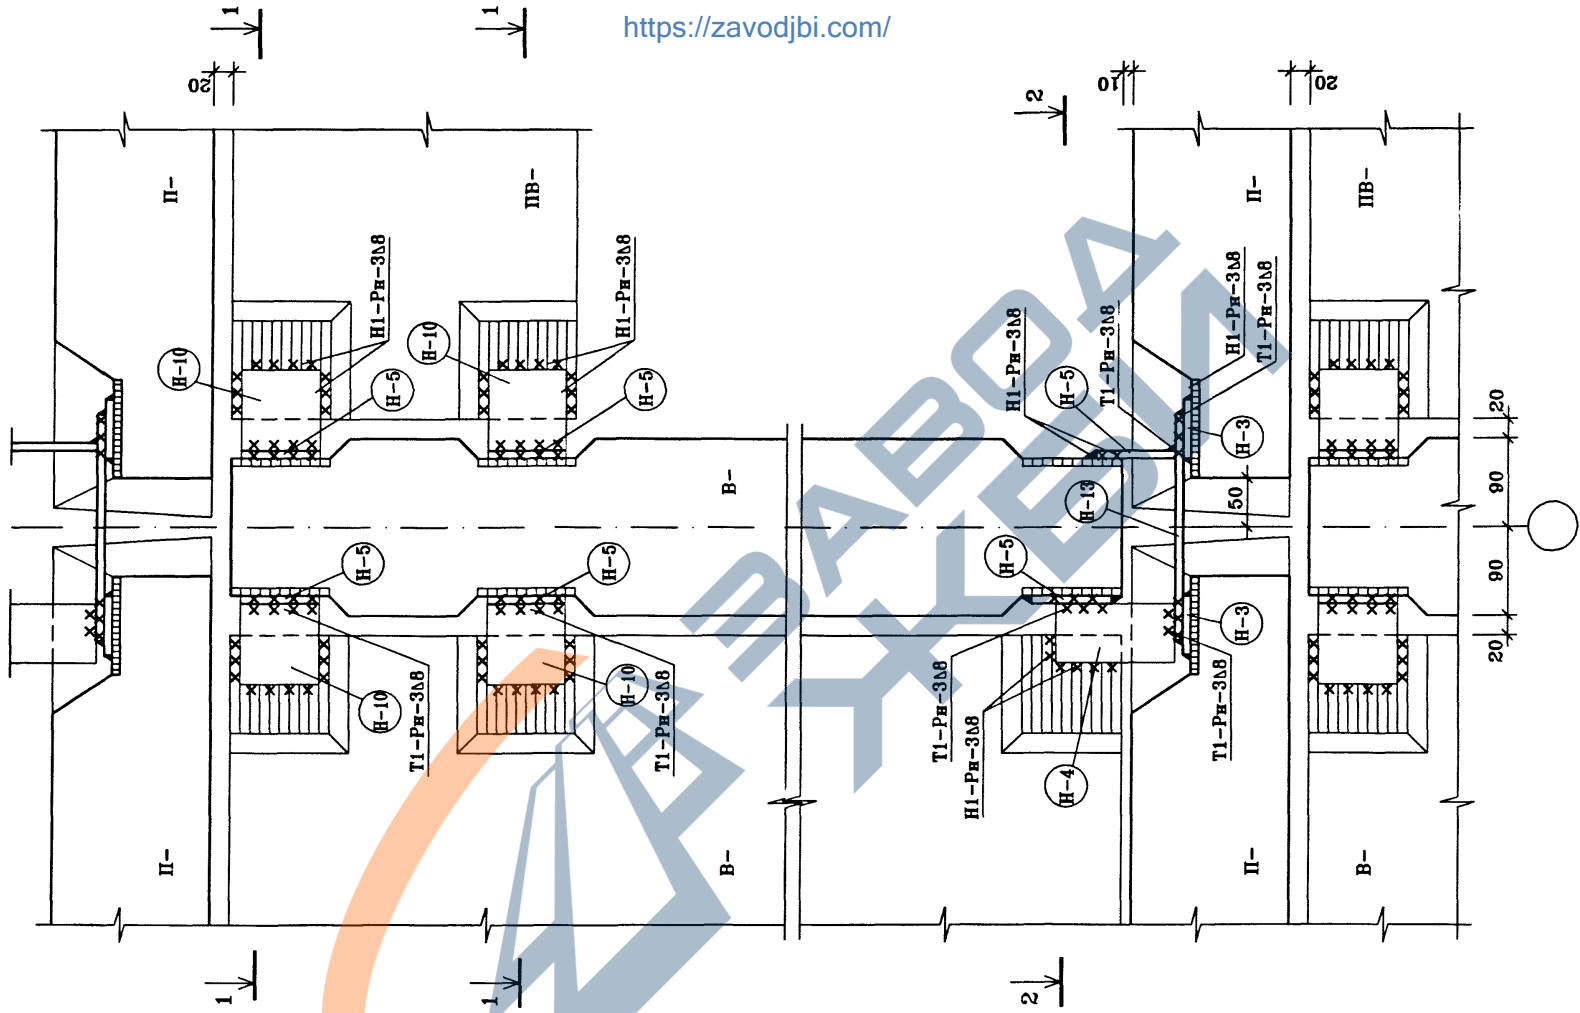 https://zavodjbi.com/
1
1
20
2
10
20
П-
ПВ-
П-
ПВ-
Н-10
Н1-Рн-3Δ8
Н-5
Н-10
Н1-Рн-3Δ8
Н-5
Н1-Рн-3Δ8
Н-5
Т1-Рн-3Δ8
Н1-Рн-3Δ8
Т1-Рн-3Δ8
Н-3
20
90
50
90
20
В-
Н-13
Н-5
Н-5
Н-5
Н-3
Н-10
Т1-Рн-3Δ8
Н-10
Т1-Рн-3Δ8
Т1-Рн-3Δ8
Н1-Рн-3Δ8
Н-4
Т1-Рн-3Δ8
П-
В-
П-
В-
1
1
2
ЗАВОД
ЖБИ